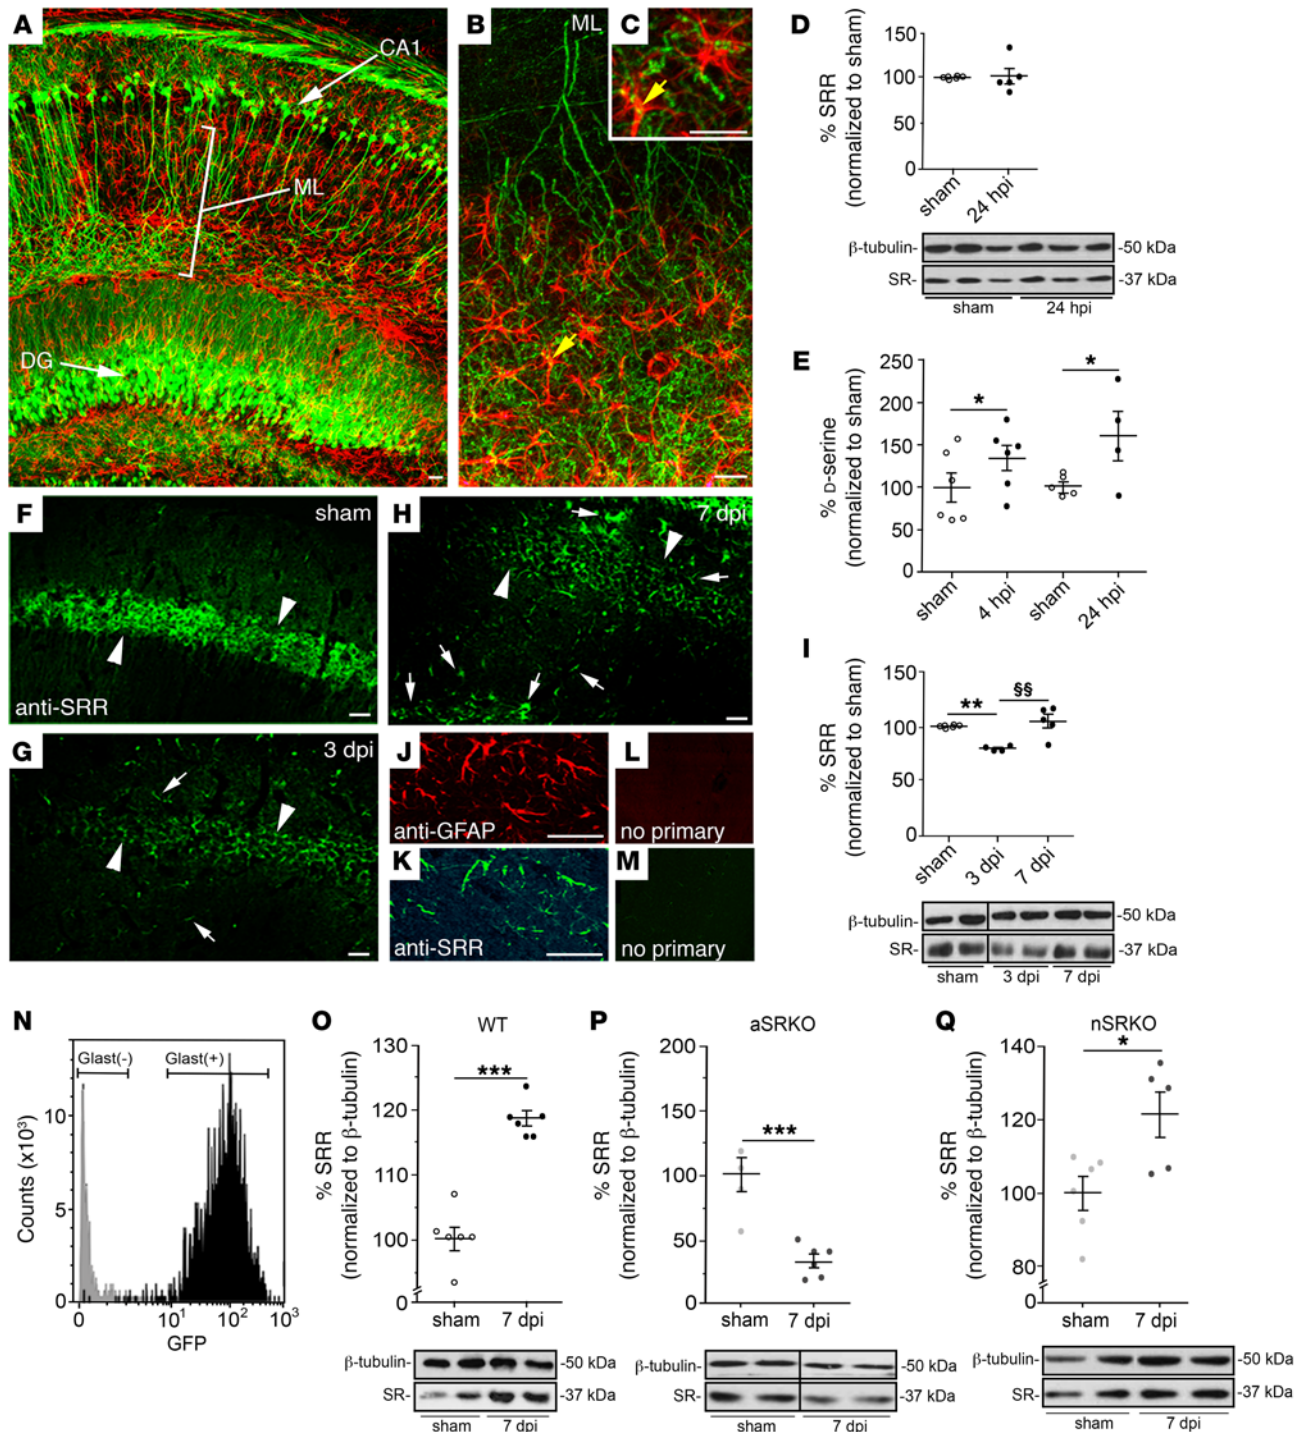 A
CA1
ML
DG
B
ML
C
D
150
100
50
0
% SRR
(normalized to sham)
sham
24 hpi
β-tubulin-
-50 kDa
SR-
-37 kDa
sham
24 hpi
E
250
200
150
100
50
0
% D-serine
(normalized to sham)
*
*
sham
4 hpi
sham
24 hpi
F
sham
anti-SRR
G
3 dpi
H
7 dpi
I
150
100
50
0
% SRR
(normalized to sham)
**
§§
sham
3 dpi
7 dpi
β-tubulin-
-50 kDa
SR-
-37 kDa
sham
3 dpi
7 dpi
J
anti-GFAP
K
anti-SRR
L
no primary
M
no primary
N
Glast(-)
Glast(+)
Counts (x10³)
10
5
0
0
10¹
10²
10³
GFP
O
WT
% SRR
(normalized to β-tubulin)
130
120
110
100
0
***
sham
7 dpi
β-tubulin-
-50 kDa
SR-
-37 kDa
sham
7 dpi
P
aSRKO
% SRR
(normalized to β-tubulin)
200
150
100
50
0
***
sham
7 dpi
β-tubulin-
-50 kDa
SR-
-37 kDa
sham
7 dpi
Q
nSRKO
% SRR
(normalized to β-tubulin)
140
120
100
80
0
*
sham
7 dpi
β-tubulin-
-50 kDa
SR-
-37 kDa
sham
7 dpi